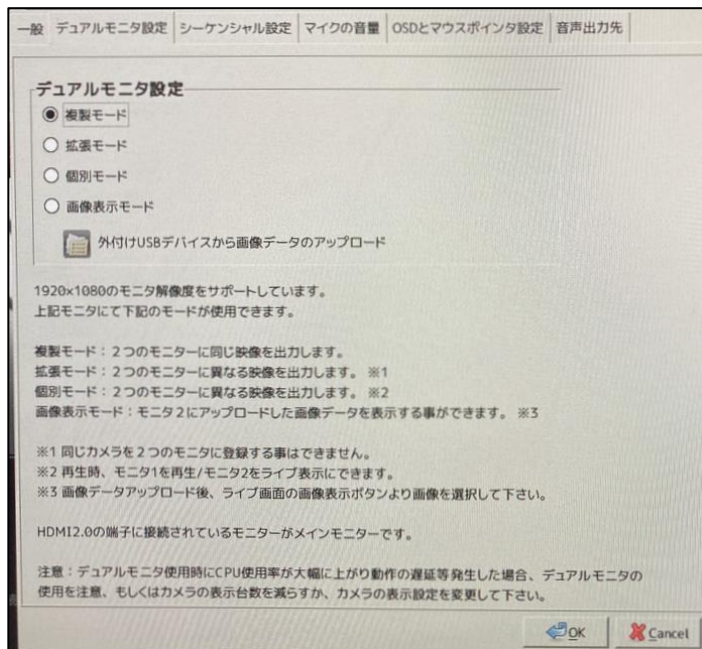 一般 デュアルモニタ設定 シーケンシャル設定 マイクの音量 OSDとマウスポインタ設定 音声出力先
デュアルモニタ設定
複製モード
拡張モード
個別モード
画像表示モード
外付けUSBデバイスから画像データのアップロード
1920x1080のモニタ解像度をサポートしています。
上記モニタにて下記のモードが使用できます。
複製モード：２つのモニターに同じ映像を出力します。
拡張モード：２つのモニターに異なる映像を出力します。 ※1
個別モード：２つのモニターに異なる映像を出力します。 ※2
画像表示モード：モニタ２にアップロードした画像データを表示する事ができます。 ※3
※1 同じカメラを２つのモニタに登録する事はできません。
※2 再生時、モニタ1を再生/モニタ2をライブ表示にできます。
※3 画像データアップロード後、ライブ画面の画像表示ボタンより画像を選択して下さい。
HDMI2.0の端子に接続されているモニターがメインモニターです。
注意：デュアルモニタ使用時にCPU使用率が大幅に上がり動作の遅延等発生した場合、デュアルモニタの
使用を注意、もしくはカメラの表示台数を減らすか、カメラの表示設定を変更して下さい。
OK Cancel